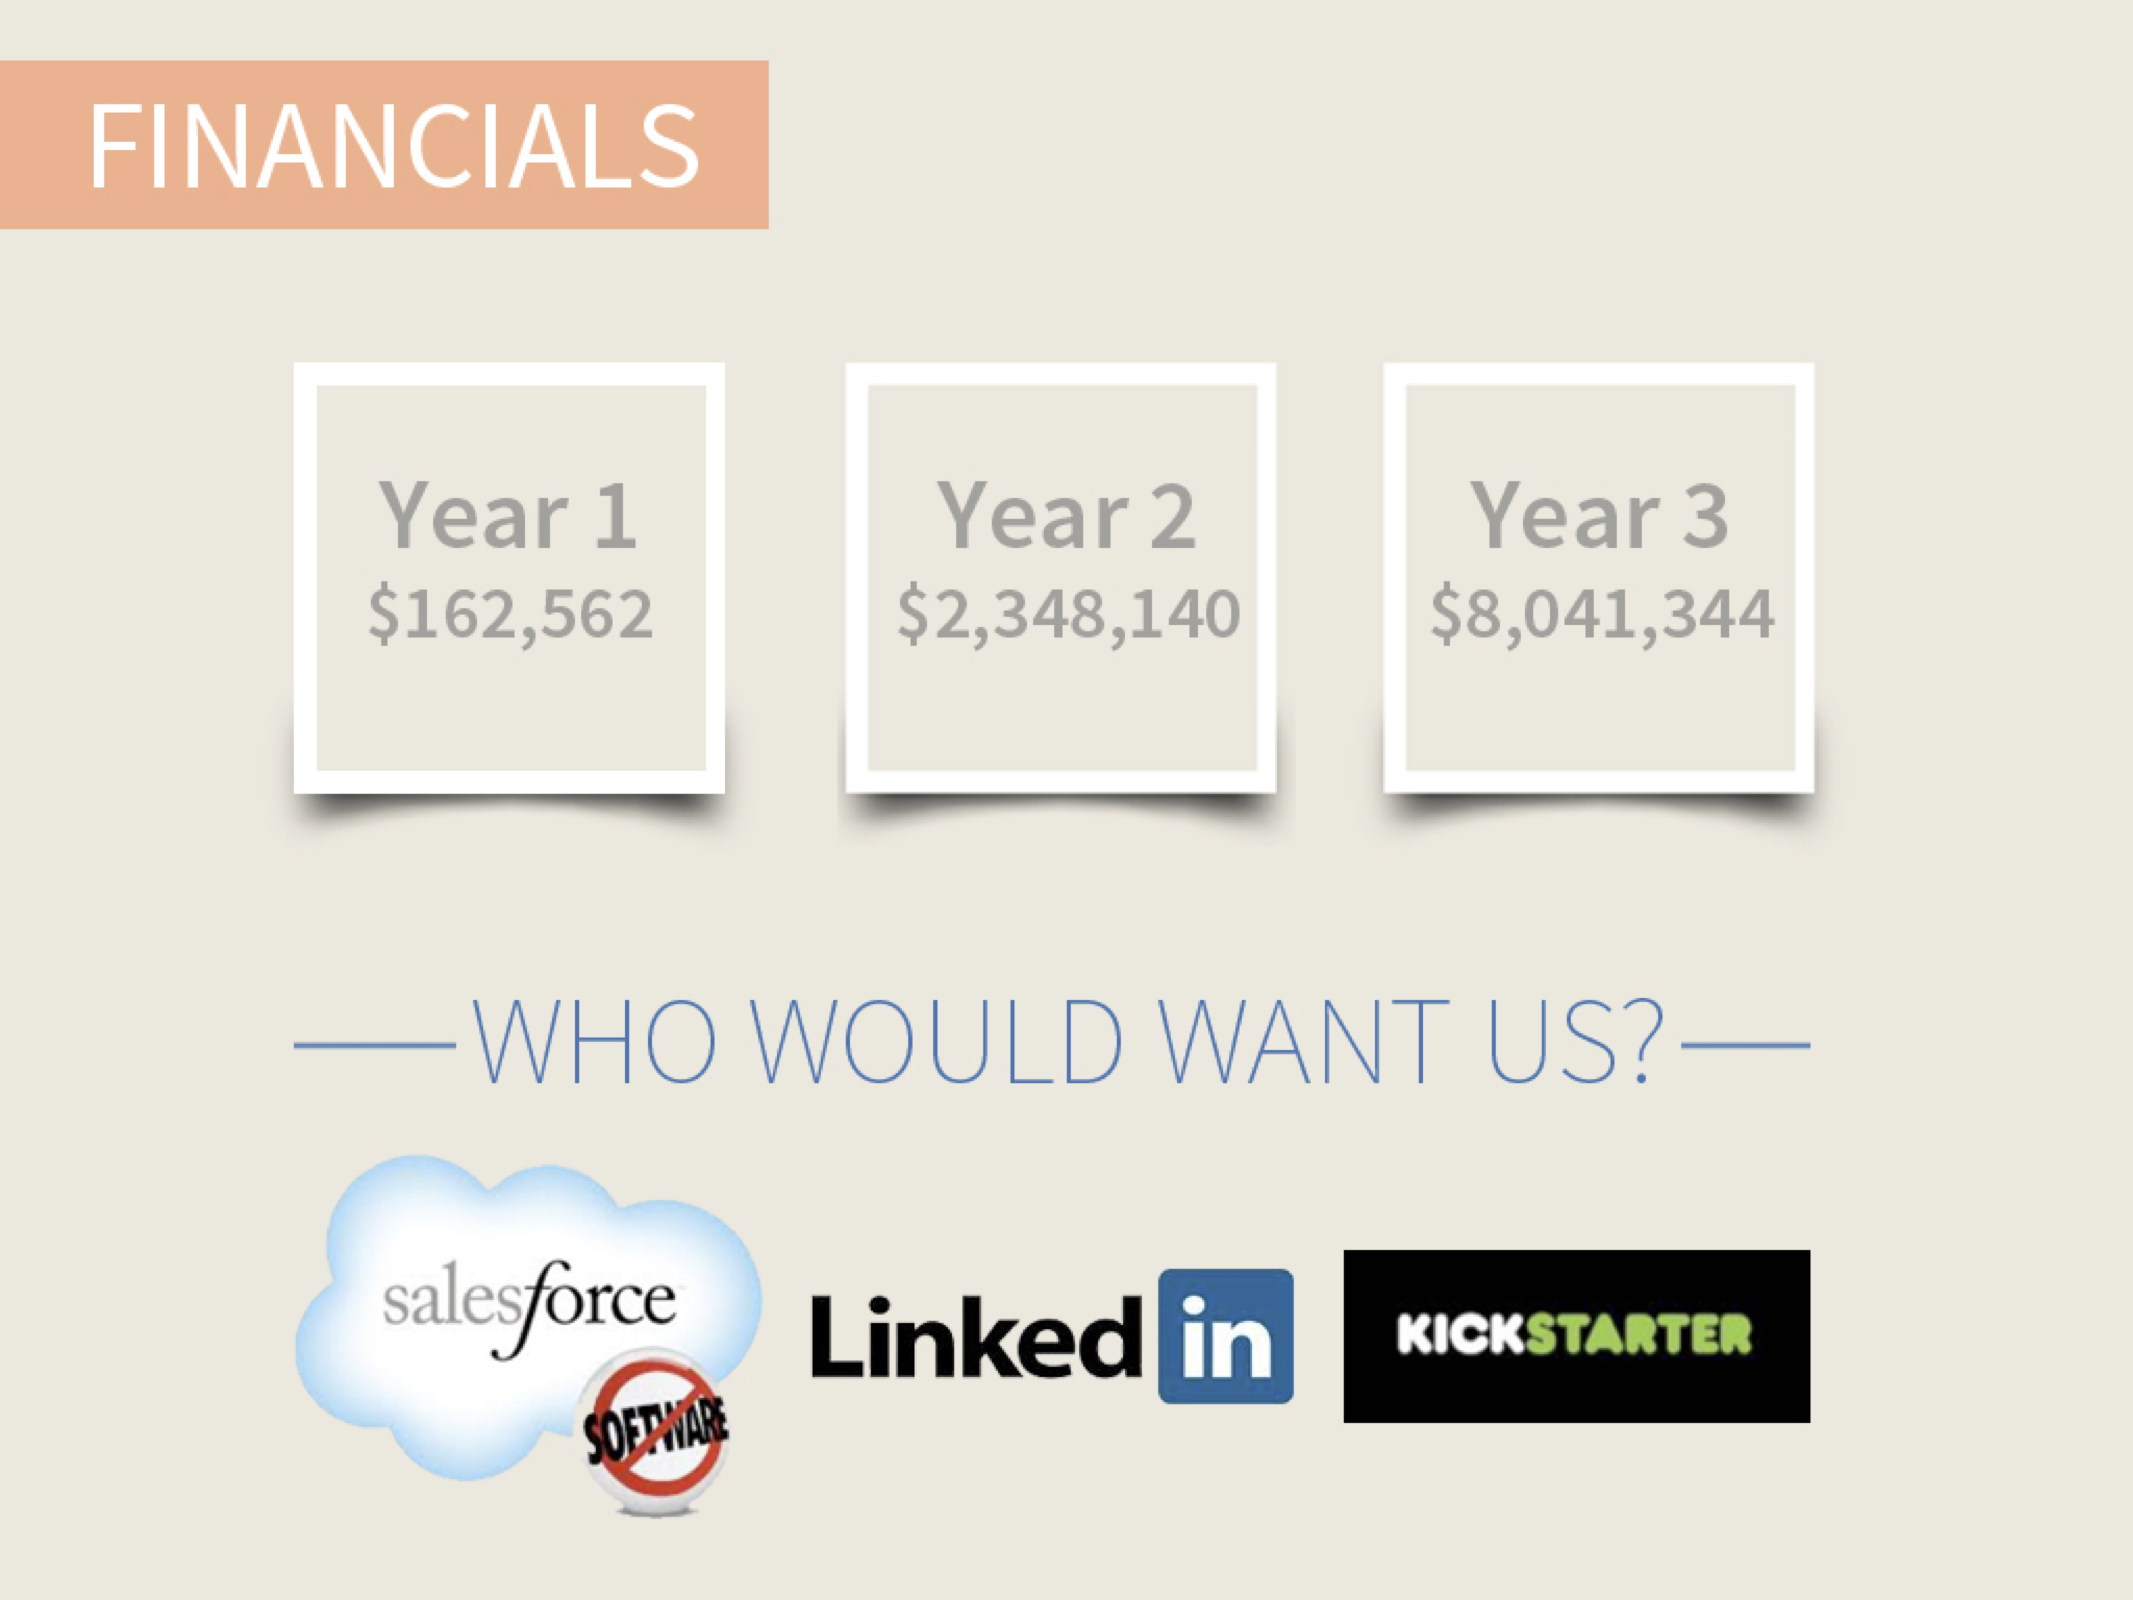 FINANCIALS
Year 1
$162,562
Year 2
$2,348,140
Year 3
$8,041,344
WHO WOULD WANT US?
salesforce
SOFTWARE
Linked in
KICKSTARTER